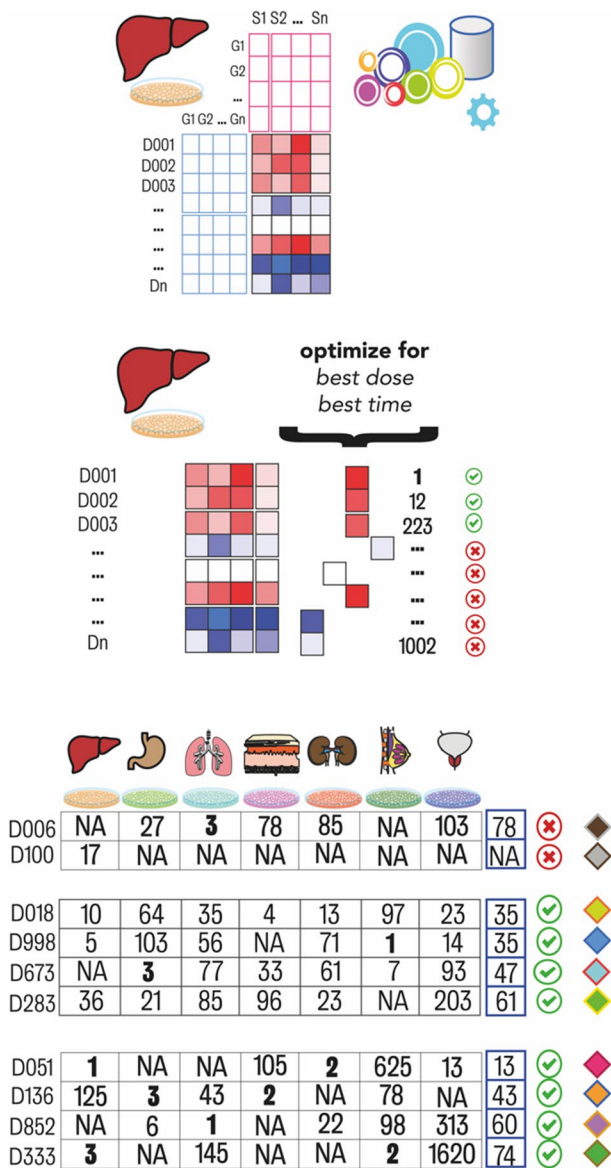 S1 S2 ... Sn
G1
G2
...
G1 G2 ... Gn
D001
D002
D003
...
...
...
...
Dn
optimize for
best dose
best time
D001 1
D002 12
D003 223
... ...
... ...
... ...
... ...
Dn 1002
D006 NA 27 3 78 85 NA 103 78
D100 17 NA NA NA NA NA NA NA
D018 10 64 35 4 13 97 23 35
D998 5 103 56 NA 71 1 14 35
D673 NA 3 77 33 61 7 93 47
D283 36 21 85 96 23 NA 203 61
D051 1 NA NA 105 2 625 13 13
D136 125 3 43 2 NA 78 NA 43
D852 NA 6 1 NA 22 98 313 60
D333 3 NA 145 NA NA 2 1620 74